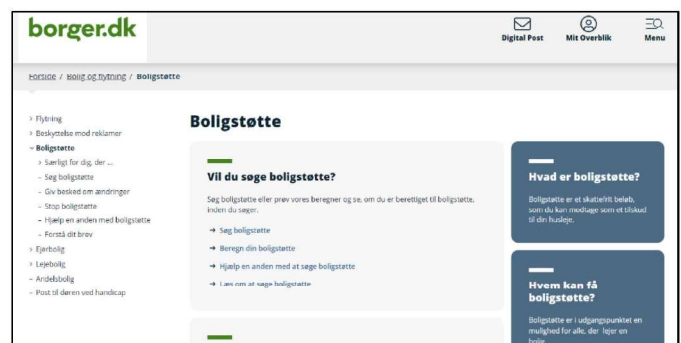 borger.dk
Digital Post
Mit Overblik
Menu
Forside / Bolig og flytning / Boligstøtte
> Flytning
> Beskyttelse mod reklamer
Boligstøtte
> Særligt for dig, der ...
– Søg boligstøtte
– Giv besked om ændringer
– Stop boligstøtte
– Hjælp en anden med boligstøtte
– Forstå dit brev
> Ejerbolig
> Lejebolig
– Andelsbolig
– Post til døren ved handicap
Boligstøtte
Vil du søge boligstøtte?
Søg boligstøtte eller prøv vores beregner og se, om du er berettiget til boligstøtte,
inden du søger.
→ Søg boligstøtte
→ Beregn din boligstøtte
→ Hjælp en anden med at søge boligstøtte
→ Læs om at søge boligstøtte
Hvad er boligstøtte?
Boligstøtte er et skattefrit beløb,
som du kan modtage som et tilskud
til din husleje.
Hvem kan få
boligstøtte?
Boligstøtte er i udgangspunktet en
mulighed for alle, der lejer en
bolig